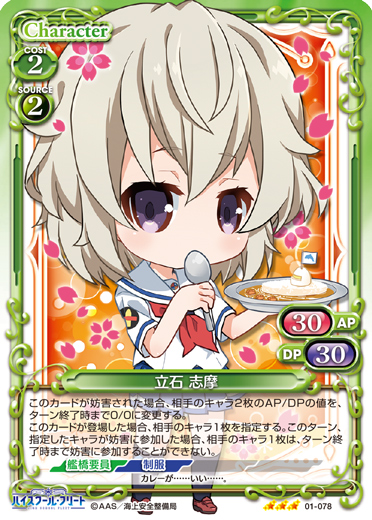 Character
COST
2
SOURCE
2
30 AP
DP 30
立石 志摩
このカードが妨害された場合、相手のキャラ2枚のAP/DPの値を、
ターン終了時まで0/0に変更する。
このカードが登場した場合、相手のキャラ1枚を指定する。このターン、
指定したキャラが妨害に参加した場合、相手のキャラ1枚は、ターン終
了時まで妨害に参加することができない。
艦橋要員 制服
カレーが……いい……。
ハイスクール・フリート
©AAS/海上安全整備局
01-078